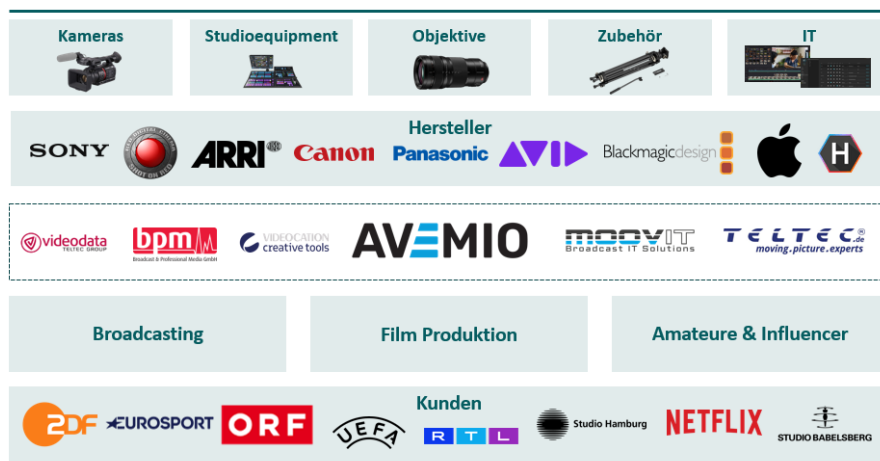 Kameras
Studioequipment
Objektive
Zubehör
IT
Hersteller
SONY
ARRI
Canon
Panasonic
AVID
Blackmagicdesign
H
videodata
TELTEC GROUP
bpm
Broadcast & Professional Media GmbH
VIDEOCATION
creative tools
AVEMIO
MOOVIT
Broadcast IT Solutions
TELTEC.de®
moving.picture.experts
Broadcasting
Film Produktion
Amateure & Influencer
Kunden
ZDF
EUROSPORT
ORF
UEFA
RTL
Studio Hamburg
NETFLIX
STUDIO BABELSBERG